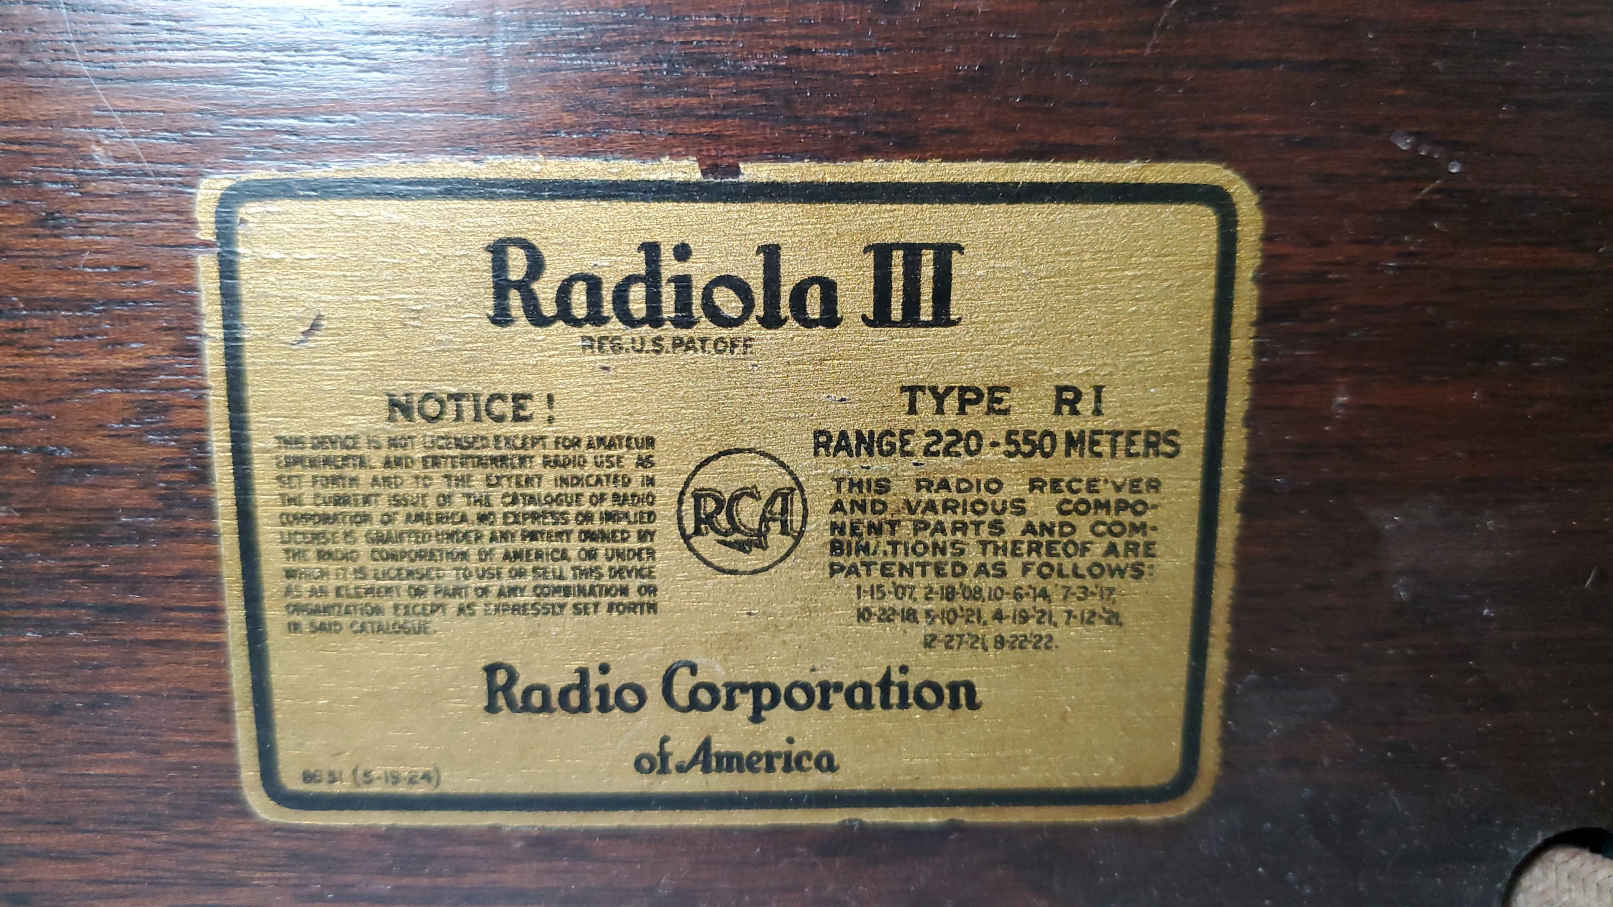 Radiola III
REG.U.S.PAT.OFF.
NOTICE!
THIS DEVICE IS NOT LICENSED EXCEPT FOR AMATEUR
EXPERIMENTAL AND ENTERTAINMENT RADIO USE AS
SET FORTH AND TO THE EXTENT INDICATED IN
THE CURRENT ISSUE OF THE CATALOGUE OF RADIO
CORPORATION OF AMERICA, NO EXPRESS OR IMPLIED
LICENSE IS GRANTED UNDER ANY PATENT OWNED BY
THE RADIO CORPORATION OF AMERICA OR UNDER
WHICH IT IS LICENSED TO USE OR SELL THIS DEVICE
AS AN ELEMENT OR PART OF ANY COMBINATION OR
ORGANIZATION EXCEPT AS EXPRESSLY SET FORTH
IN SAID CATALOGUE.
RCA
TYPE RI
RANGE 220-550 METERS
THIS RADIO RECEIVER
AND VARIOUS COMPO-
NENT PARTS AND COM-
BINATIONS THEREOF ARE
PATENTED AS FOLLOWS:
1-15-'07, 2-18-'08, 10-6-'14, 7-3-'17,
10-22-'18, 5-10-'21, 4-19-'21, 7-12-'21,
12-27-'21, 8-22-'22.
Radio Corporation
of America
(5-19-24)